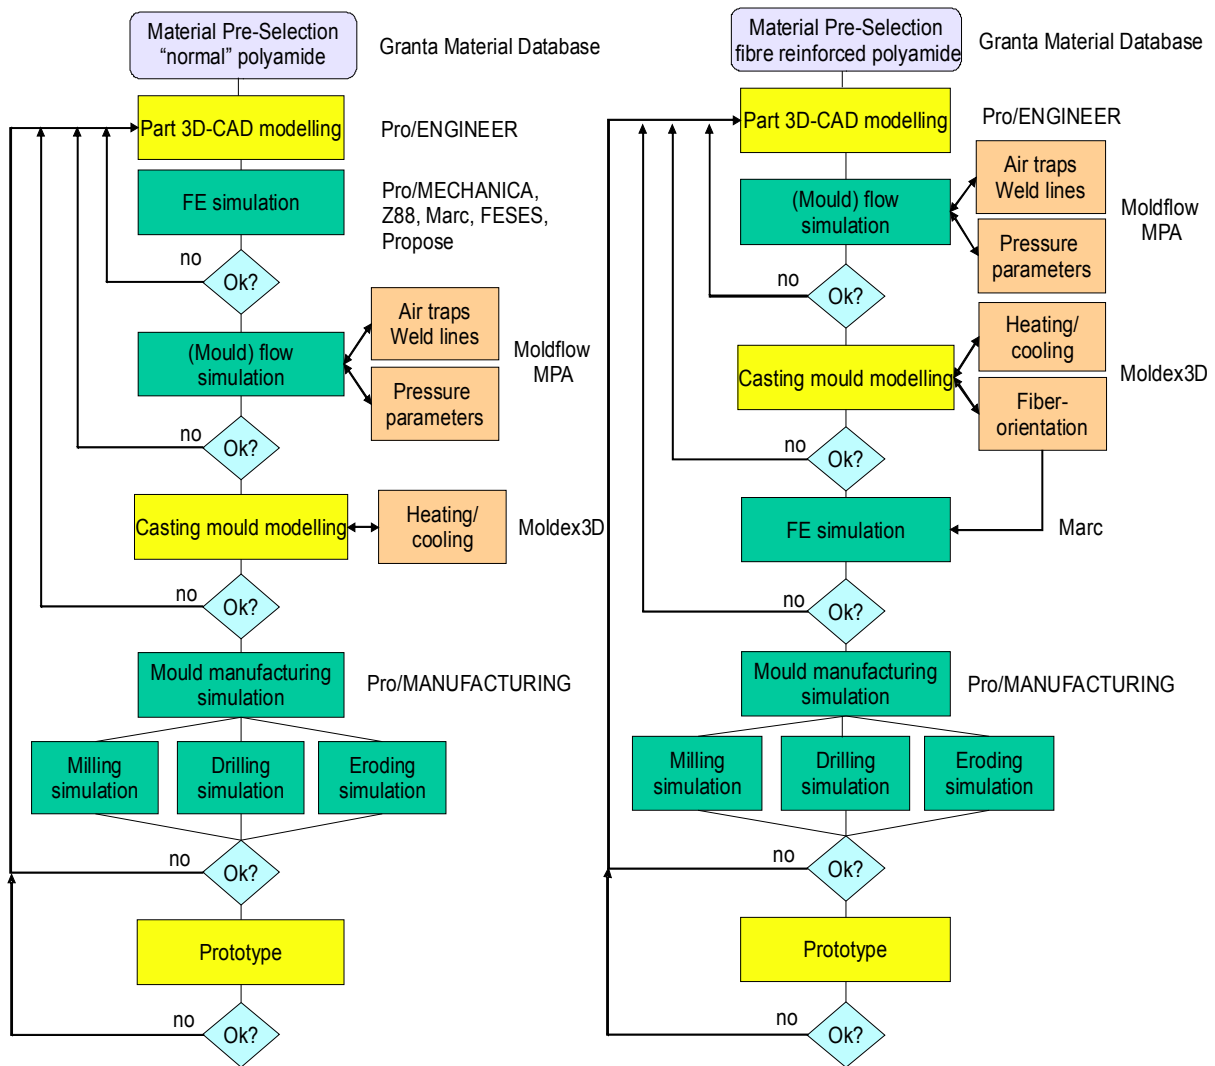 Material Pre-Selection
“normal” polyamide
Granta Material Database
Part 3D-CAD modelling
Pro/ENGINEER
FE simulation
Pro/MECHANICA,
Z88, Marc, FESES,
Propose
no
Ok?
(Mould) flow
simulation
Air traps
Weld lines
Pressure
parameters
Moldflow
MPA
no
Ok?
Casting mould modelling
Heating/
cooling
Moldex3D
no
Ok?
Mould manufacturing
simulation
Pro/MANUFACTURING
Milling
simulation
Drilling
simulation
Eroding
simulation
no
Ok?
Prototype
no
Ok?
Material Pre-Selection
fibre reinforced polyamide
Granta Material Database
Part 3D-CAD modelling
Pro/ENGINEER
(Mould) flow
simulation
Air traps
Weld lines
Pressure
parameters
Moldflow
MPA
no
Ok?
Casting mould modelling
Heating/
cooling
Fiber-
orientation
Moldex3D
no
Ok?
FE simulation
Marc
no
Ok?
Mould manufacturing
simulation
Pro/MANUFACTURING
Milling
simulation
Drilling
simulation
Eroding
simulation
no
Ok?
Prototype
no
Ok?